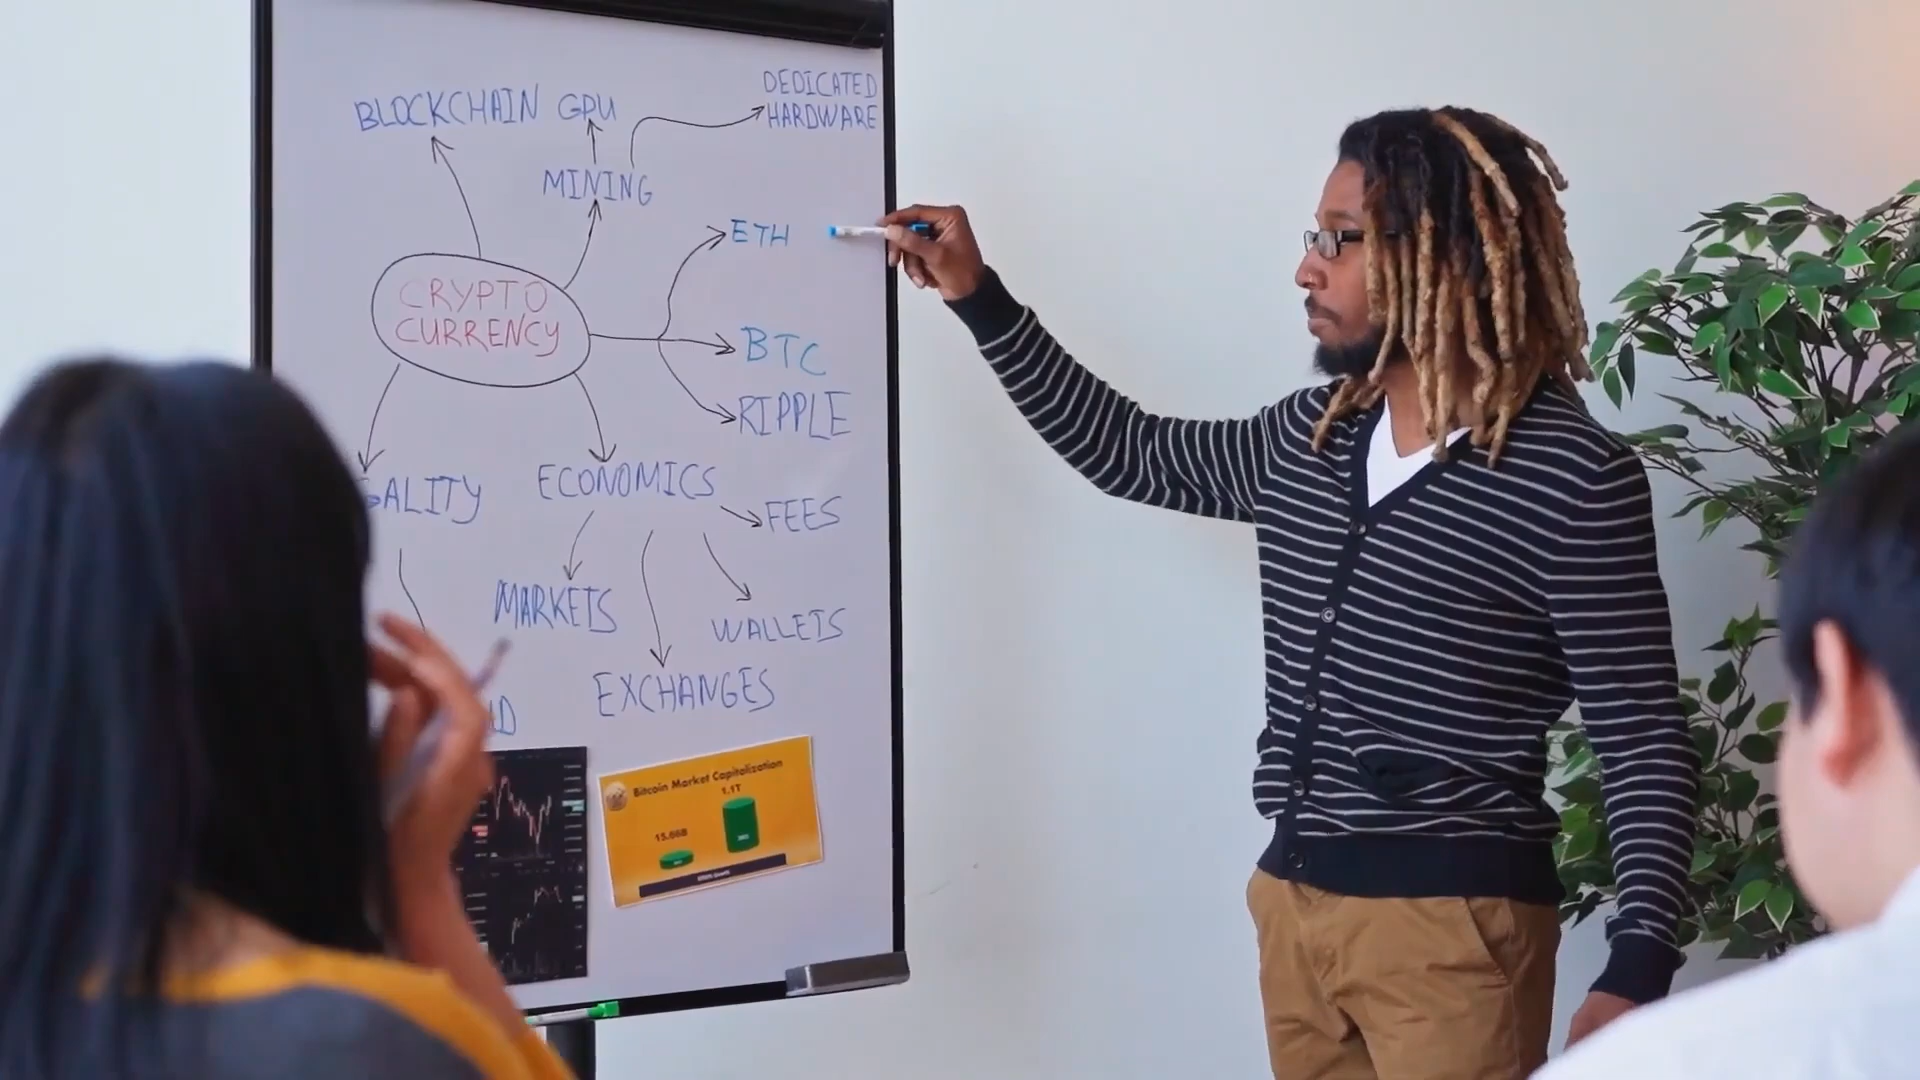 DEDICATED
HARDWARE
BLOCKCHAIN GPU
MINING
ETH
CRYPTO
CURRENCY
BTC
RIPPLE
GALITY
ECONOMICS
FEES
MARKETS
WALLETS
EXCHANGES
Bitcoin Market Capitalization
1.1T
15.66B